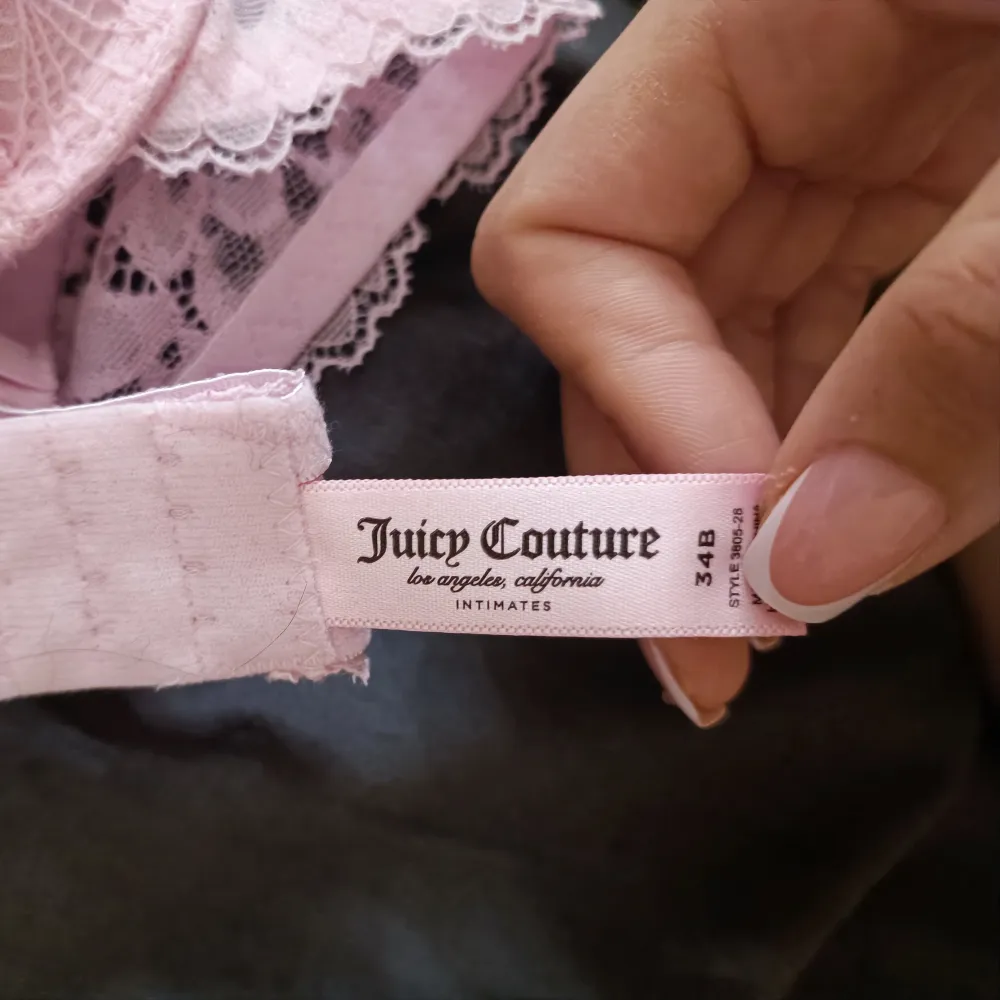 Juicy Couture
los angeles, california
INTIMATES
34B
STYLE 3805-28